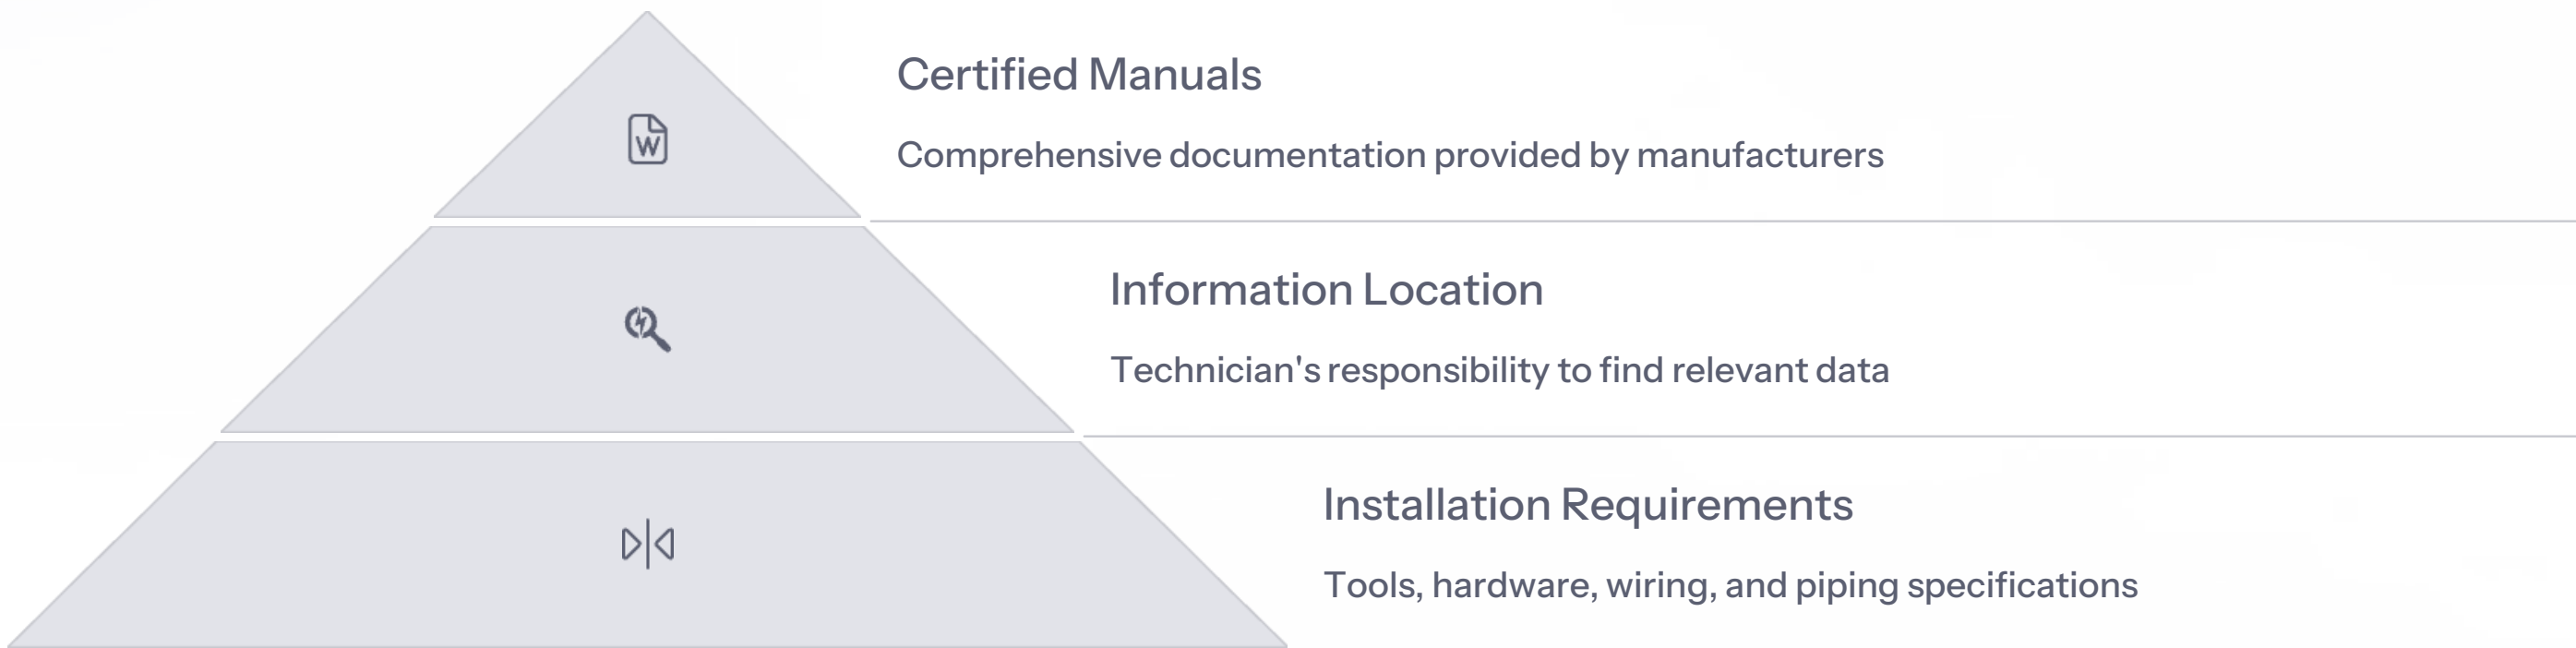 Certified Manuals
Comprehensive documentation provided by manufacturers
W
Information Location
Technician's responsibility to find relevant data
Installation Requirements
Tools, hardware, wiring, and piping specifications